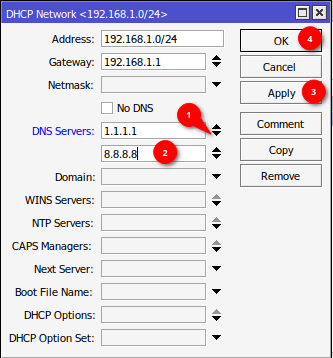 DHCP Network <192.168.1.0/24>
Address: 192.168.1.0/24 OK 4
Gateway: 192.168.1.1 Cancel
Netmask: Apply 3
No DNS 1
DNS Servers: 1.1.1.1 Comment
8.8.8.8 2 Copy
Domain: Remove
WINS Servers:
NTP Servers:
CAPS Managers:
Next Server:
Boot File Name:
DHCP Options:
DHCP Option Set: